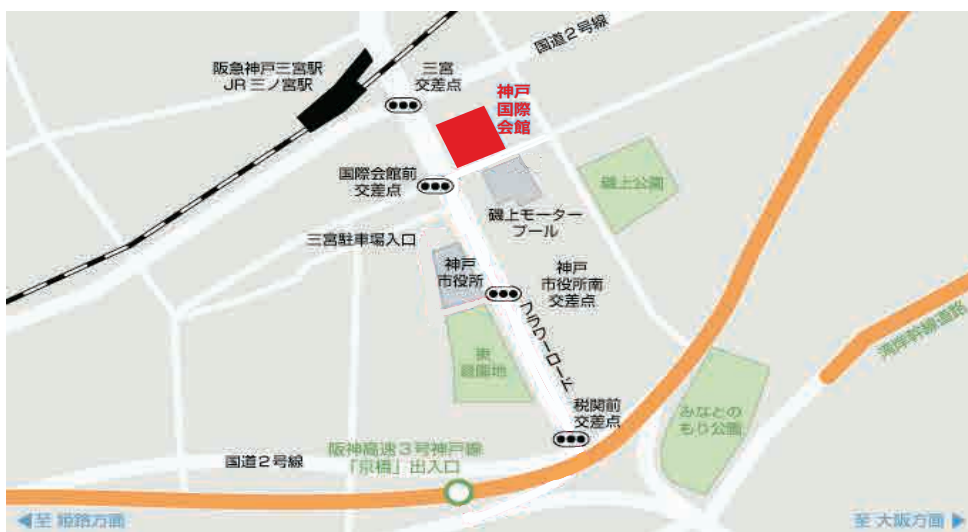 国道2号線
阪急神戸三宮駅
JR 三ノ宮駅
三宮
交差点
神戸
国際
会館
国際会館前
交差点
磯上公園
磯上モーター
プール
三宮駐車場入口
神戸
市役所
神戸
市役所南
交差点
フラワーロード
湾岸幹線道路
東
遊園地
税関前
交差点
みなとの
もり公園
阪神高速3号神戸線
「京橋」出入口
国道2号線
◀至 姫路方面
至 大阪方面 ▶